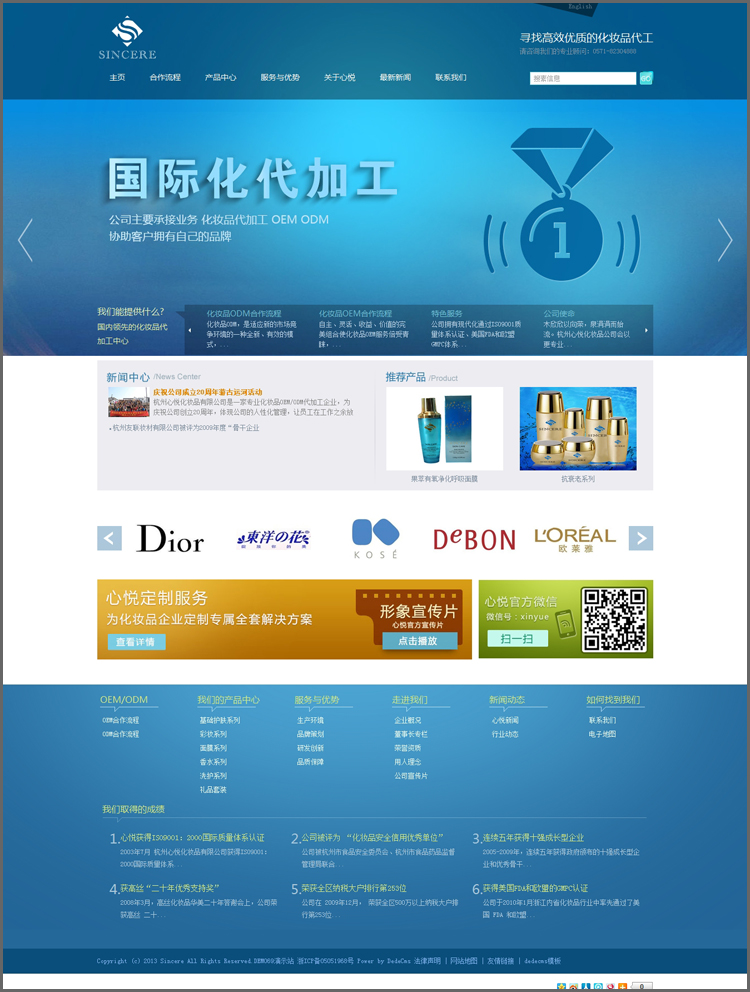 English
SINCERE
寻找高效优质的化妆品代工
请咨询我们的专业顾问：0571-82304888
主页 合作流程 产品中心 服务与优势 关于心悦 最新新闻 联系我们
搜索信息
GO
国际化代加工
公司主要承接业务 化妆品代加工 OEM ODM
协助客户拥有自己的品牌
1
我们能提供什么?
国内领先的化妆品代
加工中心
化妆品ODM合作流程
化妆品ODM，是适应新的市场竞
争环境的一种全新、有效的模
式，...
化妆品OEM合作流程
自主、灵活、收益、价值的完
美结合使化妆品OEM服务倍受青
睐，...
特色服务
公司拥有现代化通过ISO9001质
量体系认证、美国FDA和欧盟
GMPC体系...
公司使命
木欣欣以向荣，泉涓涓而始
流。杭州心悦化妆品公司会以
更专业...
新闻中心 /News Center
庆祝公司成立20周年游古运河活动
杭州心悦化妆品有限公司是一家专业化妆品OEM/ODM代加工企业，为
庆祝公司创立20周年，体现公司的人性化管理，让员工在工作之余放
杭州友联妆材有限公司被评为2009年度“骨干企业
推荐产品 /Product
果萃有氧净化呼吸面膜
抗衰老系列
Dior
東洋の花
KOSÉ
DeBON
L'ORÉAL
欧莱雅
心悦定制服务
为化妆品企业定制专属全套解决方案
查看详情
形象宣传片
心悦官方宣传片
点击播放
心悦官方微信
微信号：xinyue
扫一扫
OEM/ODM
ODM合作流程
OEM合作流程
我们的产品中心
基础护肤系列
彩妆系列
面膜系列
香水系列
洗护系列
礼品套装
服务与优势
生产环境
品牌策划
研发创新
品质保障
走进我们
企业概况
董事长专栏
荣誉资质
用人理念
公司宣传片
新闻动态
心悦新闻
行业动态
如何找到我们
联系我们
电子地图
我们取得的成绩
1.心悦获得ISO9001：2000国际质量体系认证
2003年7月 杭州心悦化妆品有限公司获得ISO9001：
2000国际质量体系...
2.公司被评为 “化妆品安全信用优秀单位”
公司被杭州市食品安全委员会、杭州市食品药品监督
管理局联合...
3.连续五年获得十强成长型企业
2005-2009年，连续五年获得政府颁布的十强成长型企
业和优秀骨干...
4.获高丝“二十年优秀支持奖”
2008年3月，高丝化妆品华美二十年答谢会上，公司荣
获高丝 二十...
5.荣获全区纳税大户排行第253位
公司在 2009年12月， 荣获全区500万以上纳税大户排
行第253位...
6.获得美国FDA和欧盟的GMPC认证
公司于2010年1月浙江内省化妆品行业中率先通过了美
国 FDA 和欧盟...
Copyright (c) 2013 Sincere All Rights Reserved.DEMO89演示站 浙ICP备05051968号 Power by DedeCms 法律声明 | 网站地图 | 友情链接 | dedecms模板
0